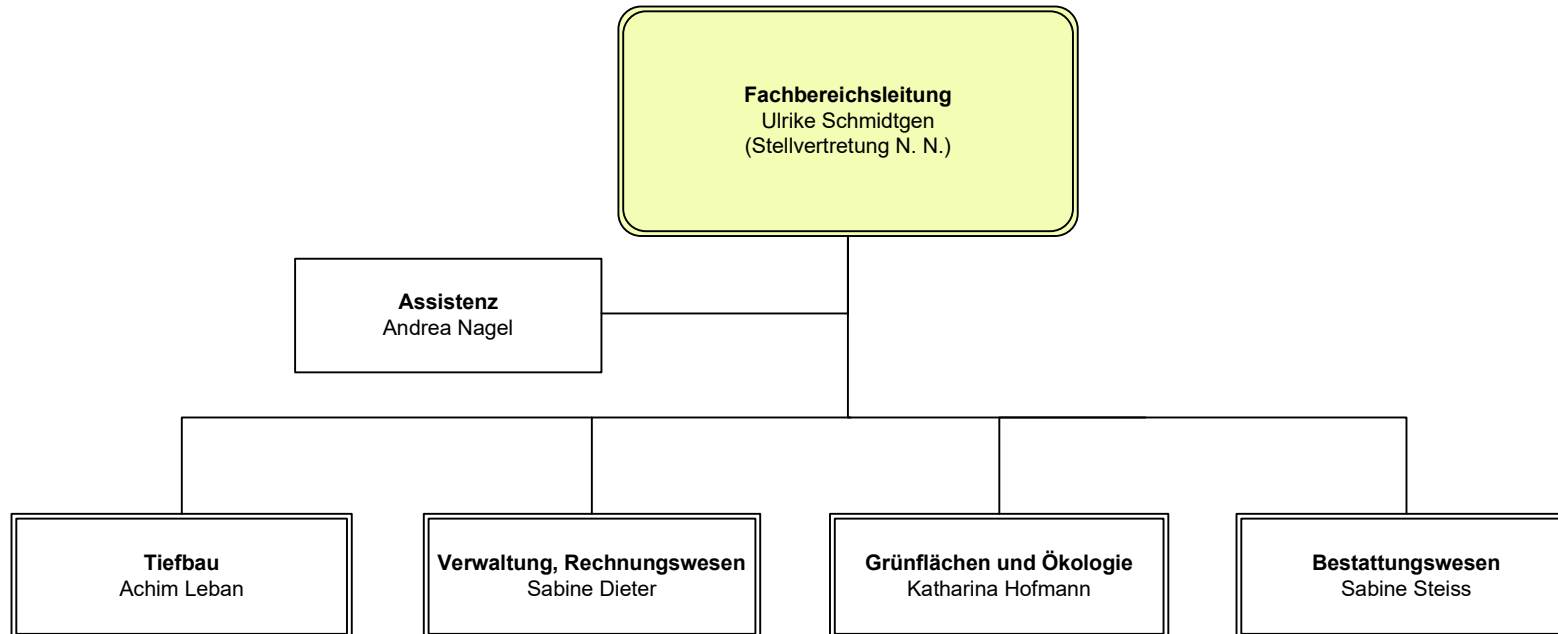 Fachbereichsleitung
Ulrike Schmidtgen
(Stellvertretung N. N.)
Assistenz
Andrea Nagel
Tiefbau
Achim Leban
Verwaltung, Rechnungswesen
Sabine Dieter
Grünflächen und Ökologie
Katharina Hofmann
Bestattungswesen
Sabine Steiss